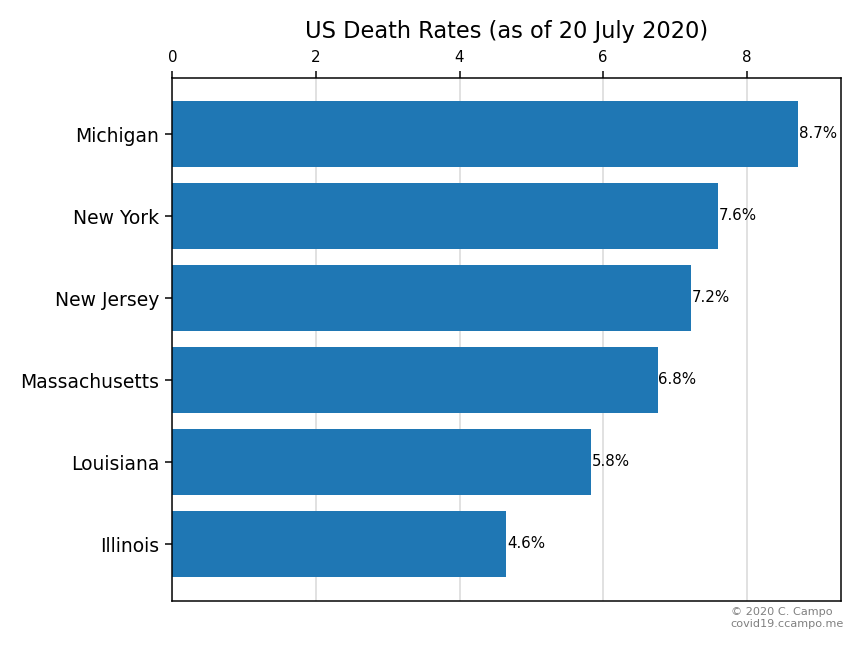 US Death Rates (as of 20 July 2020)
0 2 4 6 8
Michigan 8.7%
New York 7.6%
New Jersey 7.2%
Massachusetts 6.8%
Louisiana 5.8%
Illinois 4.6%
© 2020 C. Campo
covid19.ccampo.me